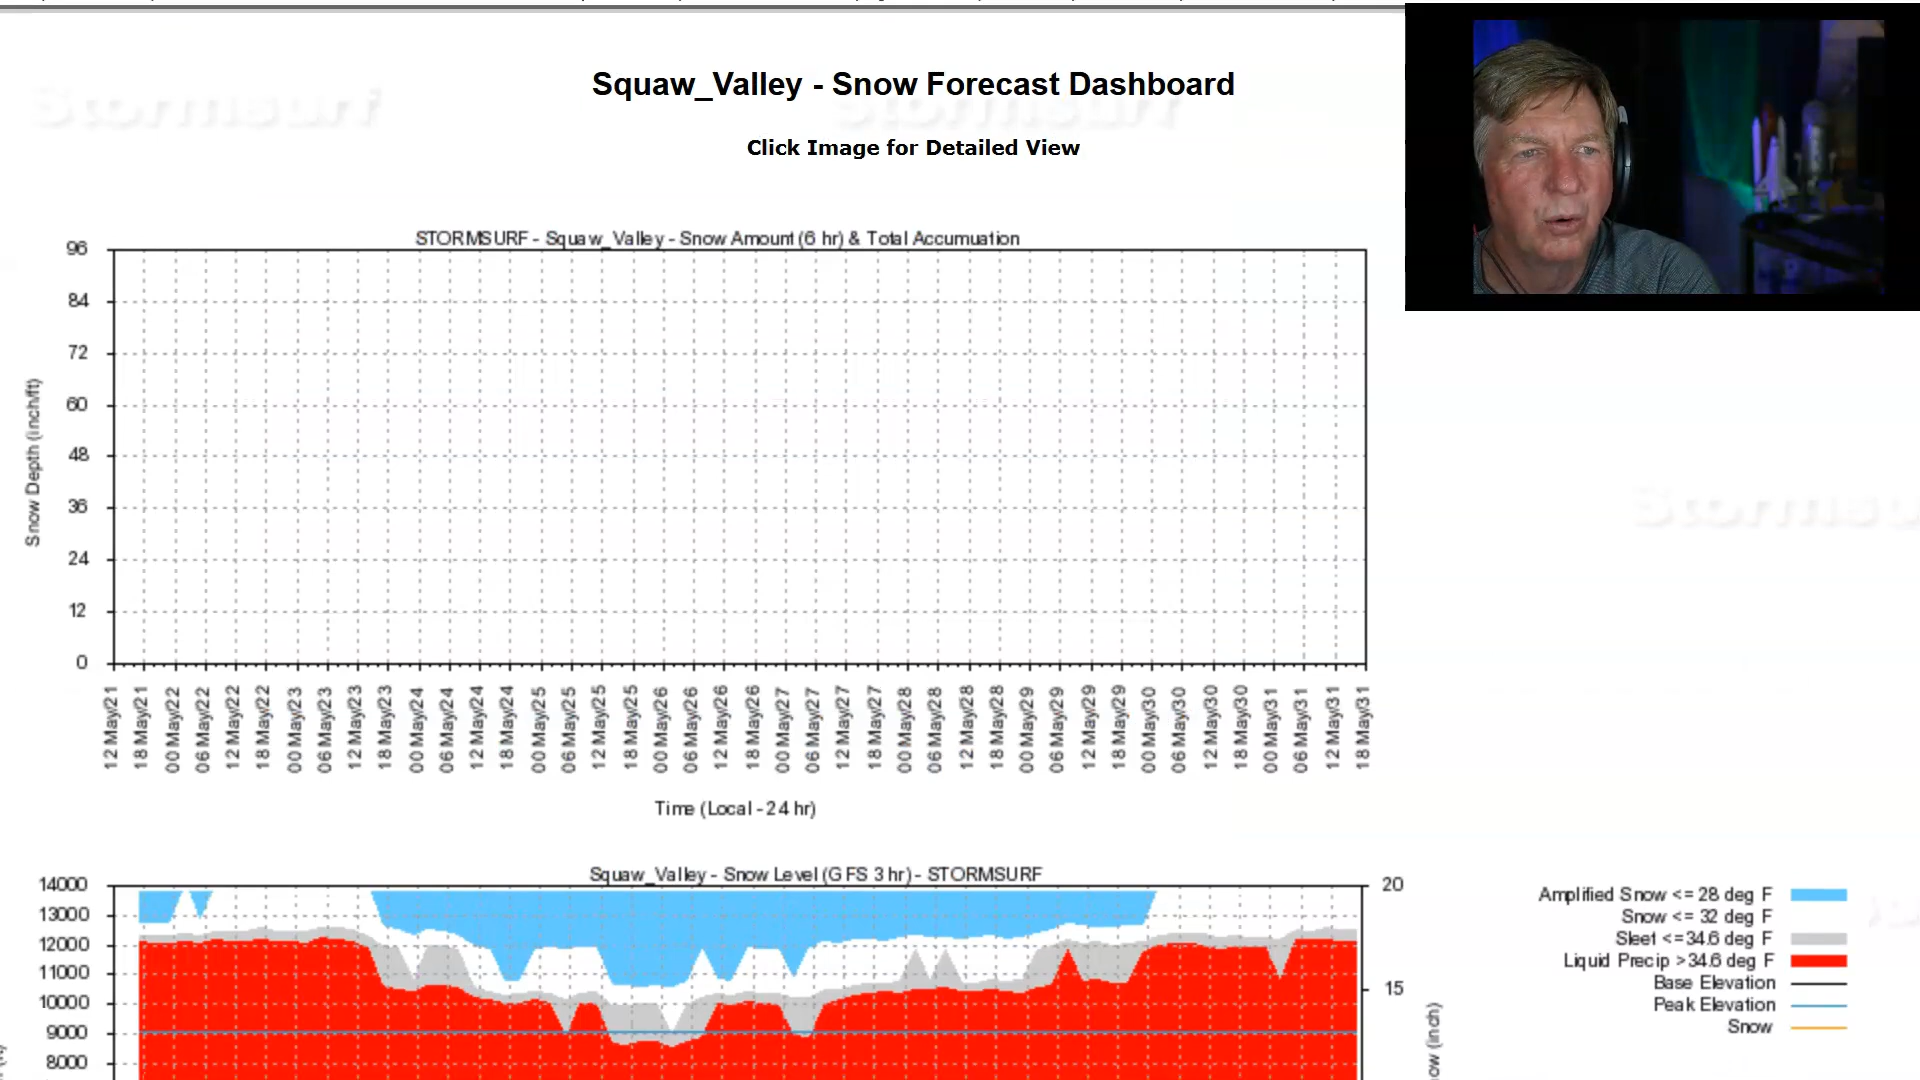 Squaw_Valley - Snow Forecast Dashboard
Stormsurf
Stormsurf
Click Image for Detailed View
STORMSURF - Squaw_Valley - Snow Amount (6 hr) & Total Accumuation
96
84
72
60
48
36
24
12
0
Snow Depth (inch/ft)
12 May21
18 May21
00 May22
06 May22
12 May22
18 May22
00 May23
06 May23
12 May23
18 May23
00 May24
06 May24
12 May24
18 May24
00 May25
06 May25
12 May25
18 May25
00 May26
06 May26
12 May26
18 May26
00 May27
06 May27
12 May27
18 May27
00 May28
06 May28
12 May28
18 May28
00 May29
06 May29
12 May29
18 May29
00 May30
06 May30
12 May30
18 May30
00 May31
06 May31
12 May31
18 May31
Time (Local - 24 hr)
Stormsu
Squaw_Valley - Snow Level (GFS 3 hr) - STORMSURF
14000
13000
12000
11000
10000
9000
8000
20
15
Amplified Snow <= 28 deg F
Snow <= 32 deg F
Sleet <=34.6 deg F
Liquid Precip >34.6 deg F
Base Elevation
Peak Elevation
Snow
now (inch)